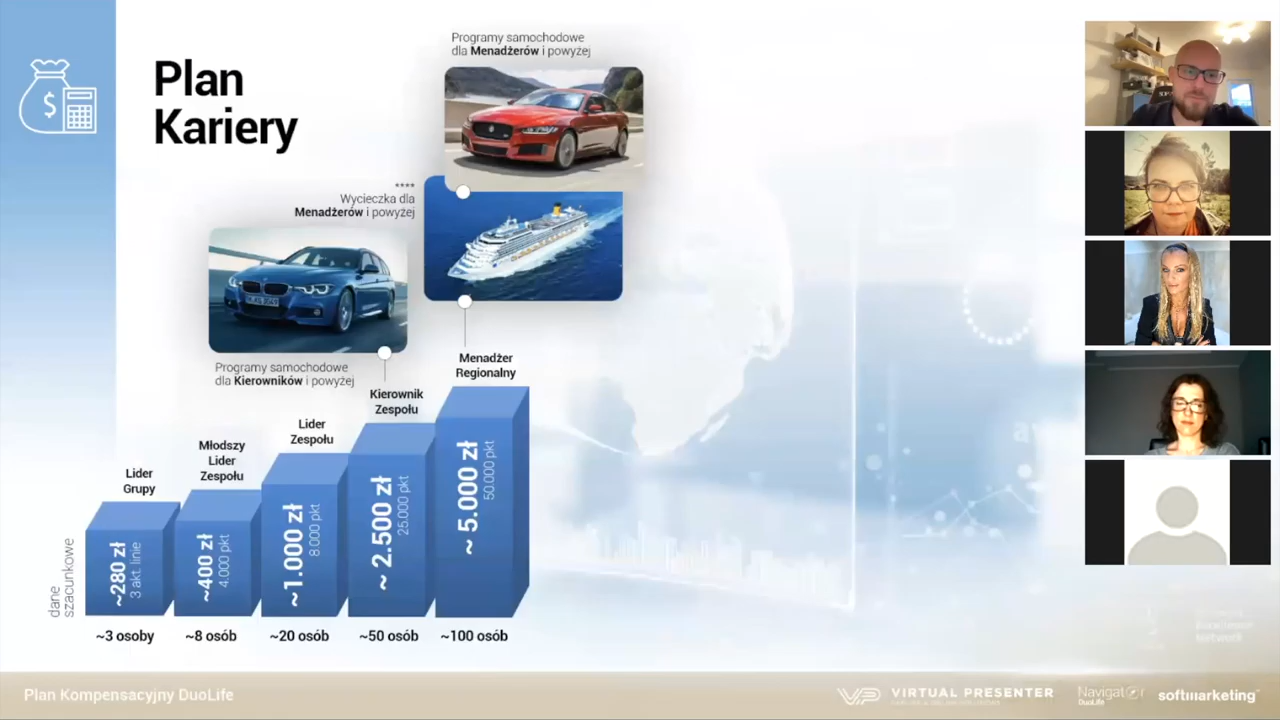 Plan
Kariery
Programy samochodowe
dla Menadżerów i powyżej
****
Wycieczka dla
Menadżerów i powyżej
Programy samochodowe
dla Kierowników i powyżej
Menadżer
Regionalny
Kierownik
Zespołu
Lider
Zespołu
Młodszy
Lider
Zespołu
Lider
Grupy
dane
szacunkowe
~280 zł
3 akt. linie
~400 zł
4.000 pkt
~1.000 zł
8.000 pkt
~ 2.500 zł
25.000 pkt
~ 5.000 zł
50.000 pkt
~3 osoby
~8 osób
~20 osób
~50 osób
~100 osób
Plan Kompensacyjny DuoLife
VIRTUAL PRESENTER
Navigator
DuoLife
softmarketing